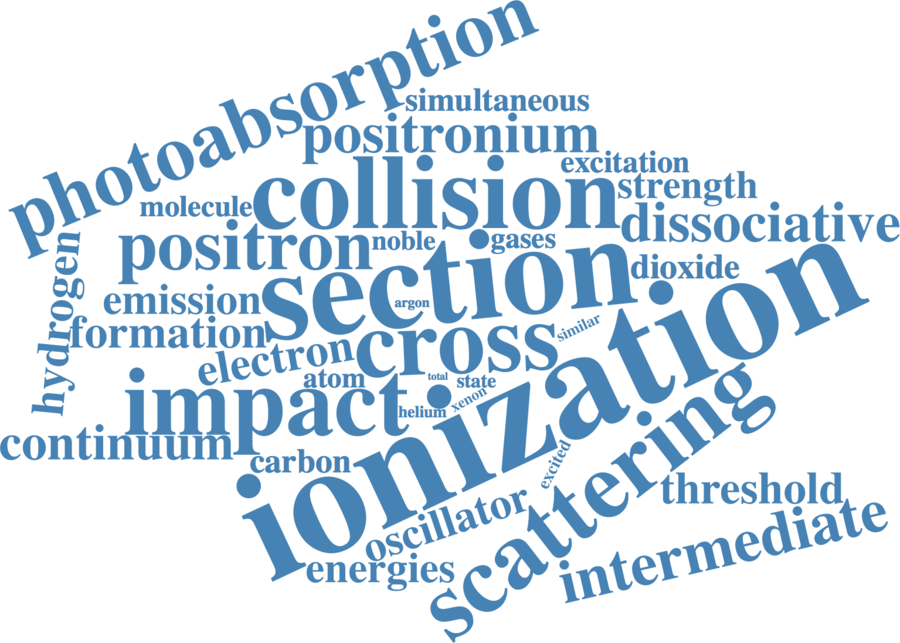 photoabsorption
simultaneous
positronium
collision
excitation
strength
molecule
dissociative
positron
noble
gases
section
dioxide
hydrogen
emission
argon
formation
cross
similar
electron
ionization
atom
total
state
impact
helium
xenon
continuum
carbon
excited
scattering
threshold
oscillator
energies
intermediate